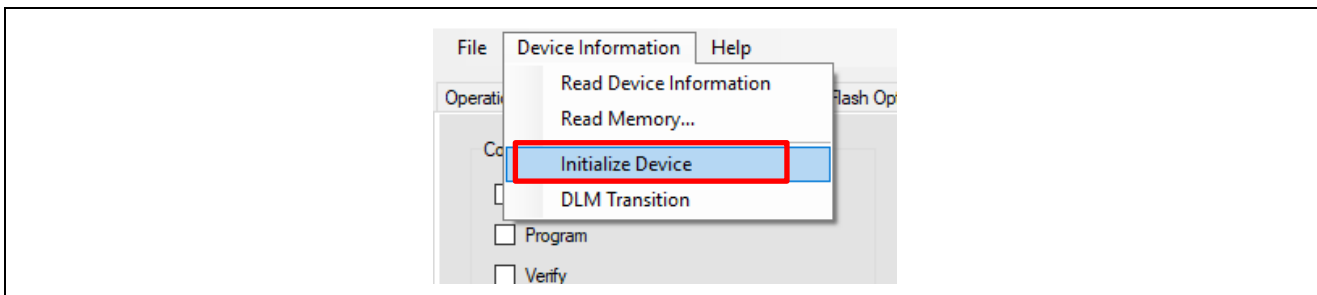 File Device Information Help
Read Device Information
Read Memory...
Initialize Device
DLM Transition
Program
Verify